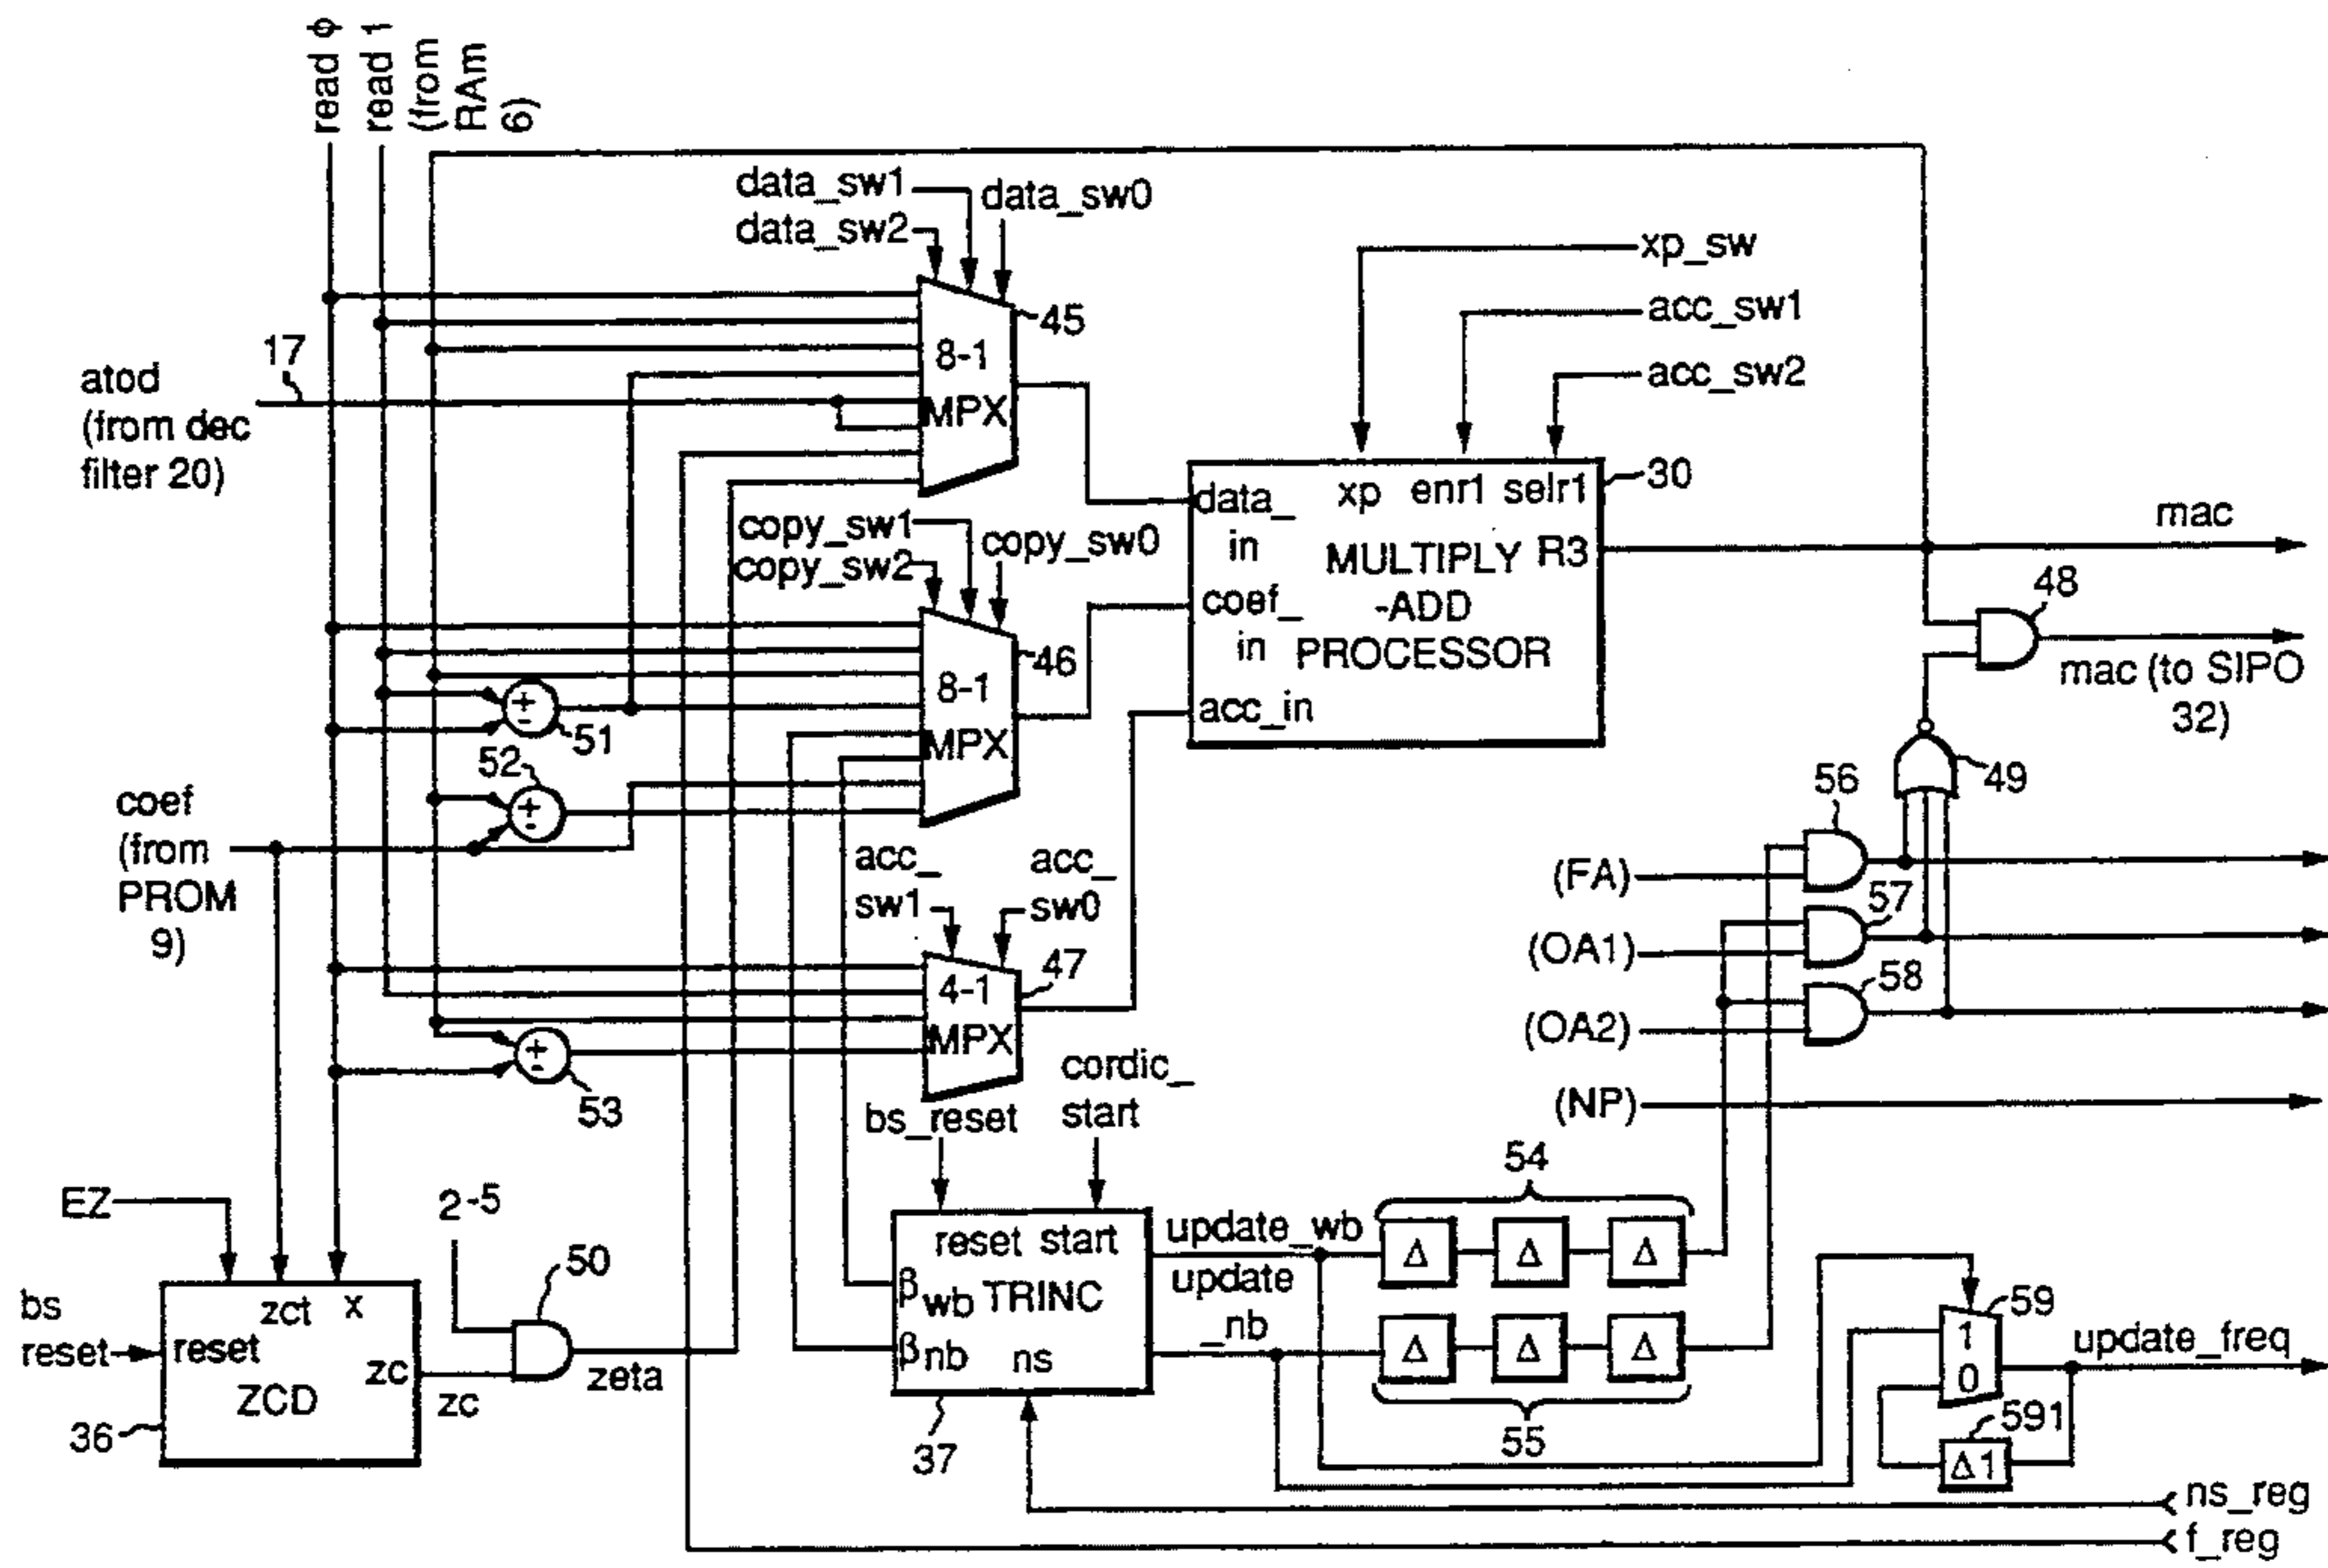 read ϕ
read 1
(from
RAm
6)
data_sw1
data_sw0
data_sw2
xp_sw
acc_sw1
acc_sw2
45
17
8-1
MPX
atod
(from dec
filter 20)
30
xp enr1 selr1
data_
in
MULTIPLY R3
-ADD
PROCESSOR
coef_
in
acc_in
mac
48
mac (to SIPO
32)
49
copy_sw1
copy_sw0
copy_sw2
46
8-1
MPX
+
-
51
52
+
-
coef
(from
PROM
9)
acc_
sw1
acc_
sw0
47
4-1
MPX
+
-
53
56
(FA)
57
(OA1)
58
(OA2)
(NP)
bs_reset
cordic_
start
EZ
2-5
50
bs
reset
zct x
reset
zc
ZCD
36
zc
zeta
reset start
βwb TRINC
βnb ns
37
update_wb
update
_nb
54
Δ Δ Δ
Δ Δ Δ
55
59
1
0
update_freq
591
Δ1
ns_reg
f_reg